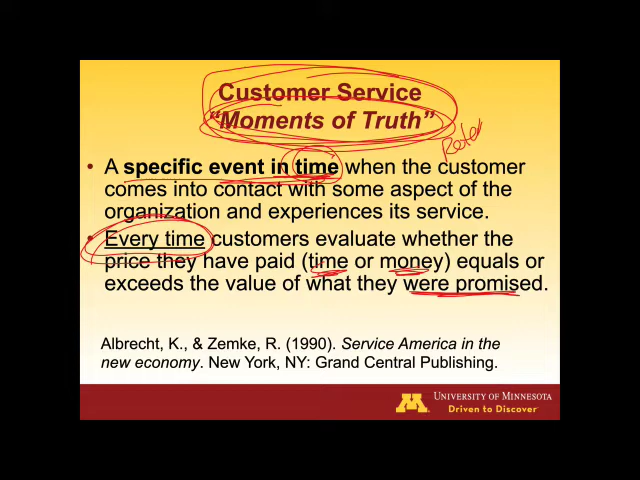 Customer Service
"Moments of Truth"
• A specific event in time when the customer
comes into contact with some aspect of the
organization and experiences its service.
• Every time customers evaluate whether the
price they have paid (time or money) equals or
exceeds the value of what they were promised.
Albrecht, K., & Zemke, R. (1990). Service America in the
new economy. New York, NY: Grand Central Publishing.
M UNIVERSITY OF MINNESOTA
Driven to Discover